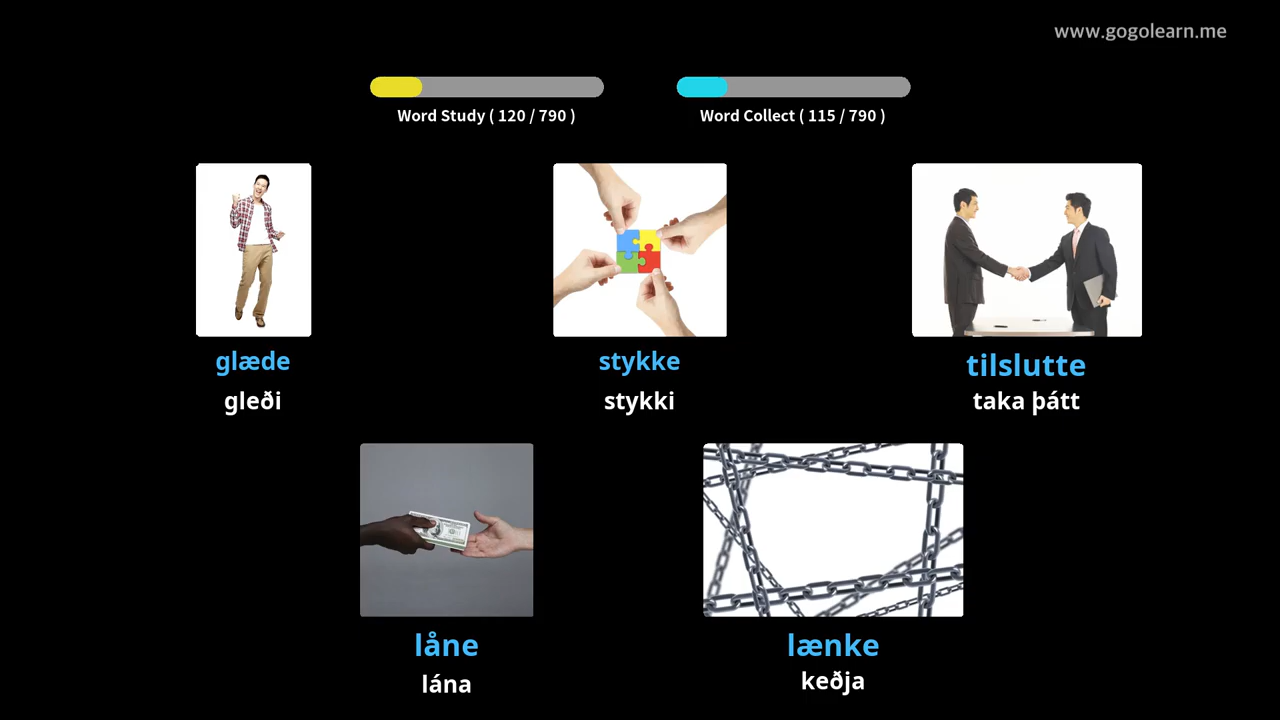 www.gogolearn.me
Word Study ( 120 / 790 )
Word Collect ( 115 / 790 )
glæde
gleði
stykke
stykki
tilslutte
taka þátt
låne
lána
lænke
keðja